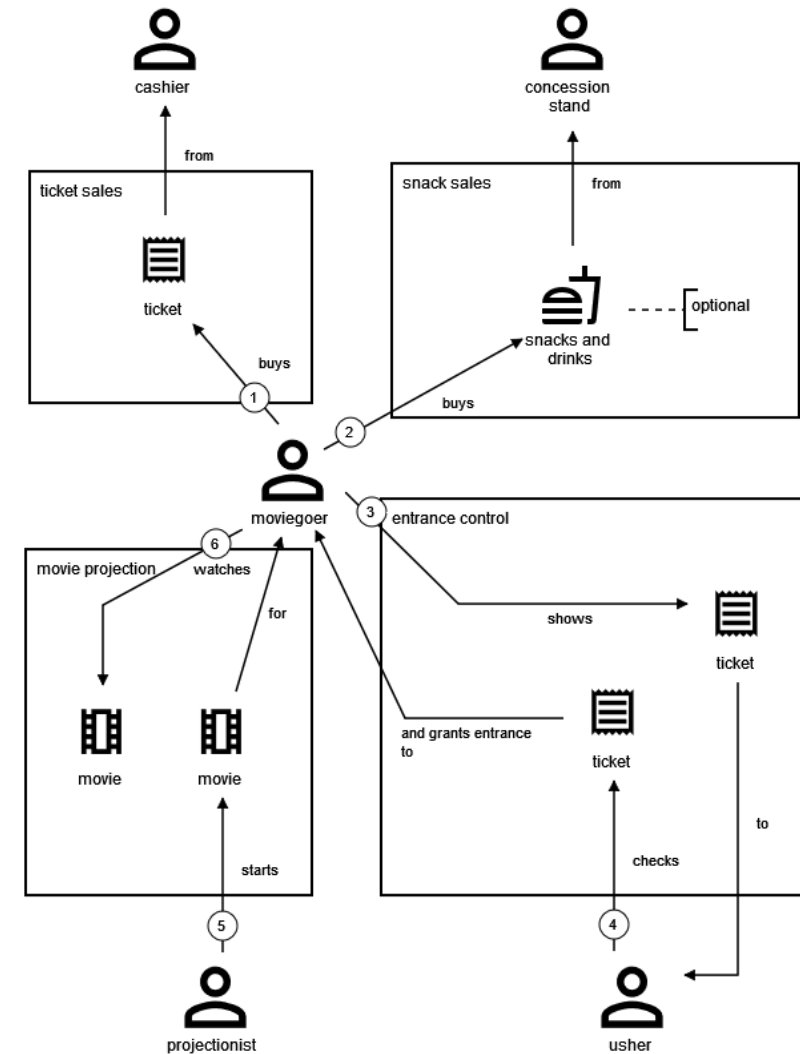 cashier
concession
stand
from
ticket sales
snack sales
from
ticket
optional
snacks and
drinks
buys
1
buys
2
moviegoer
3
entrance control
6
movie projection
watches
for
shows
ticket
and grants entrance
to
ticket
movie
movie
to
checks
starts
5
4
projectionist
usher